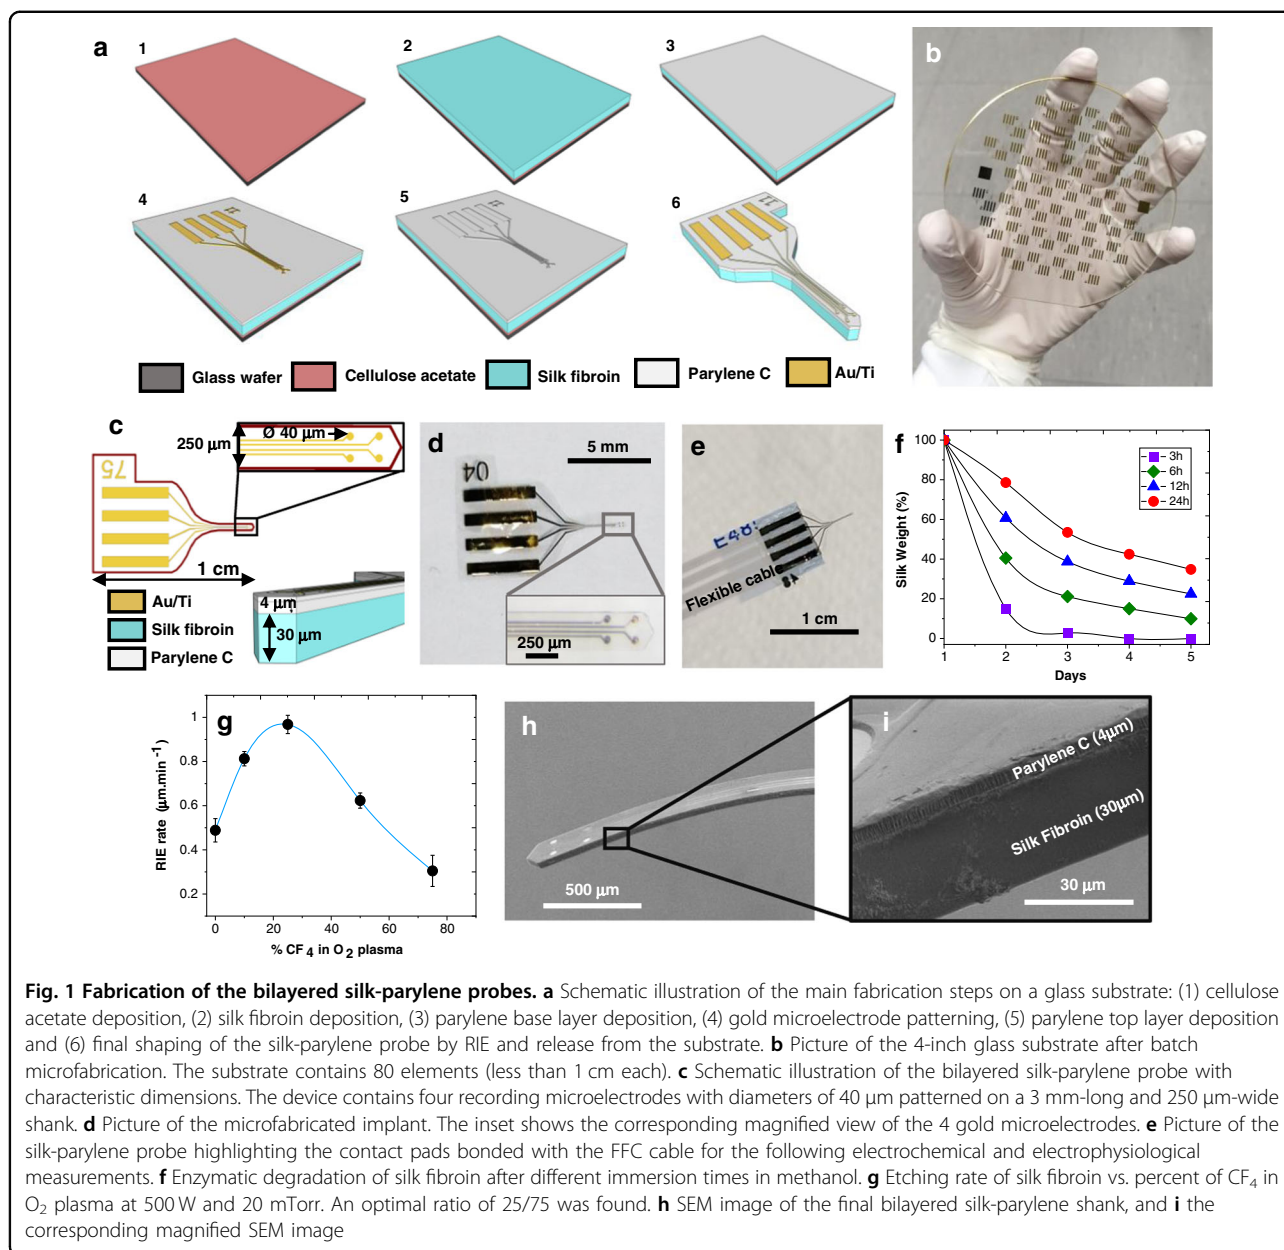 a
1
2
3
4
5
6
Glass wafer
Cellulose acetate
Silk fibroin
Parylene C
Au/Ti
b
c
75
250 µm
Ø 40 µm
1 cm
Au/Ti
Silk fibroin
Parylene C
4 µm
30 µm
d
04
5 mm
250 µm
e
E48
Flexible cable
1 cm
f
Silk Weight (%)
100
80
60
40
20
0
1
2
3
4
5
Days
3h
6h
12h
24h
g
RIE rate (µm.min⁻¹)
1
0.8
0.6
0.4
0.2
0
20
40
60
80
% CF₄ in O₂ plasma
h
500 µm
i
Parylene C (4µm)
Silk Fibroin (30µm)
30 µm
Fig. 1 Fabrication of the bilayered silk-parylene probes. a Schematic illustration of the main fabrication steps on a glass substrate: (1) cellulose
acetate deposition, (2) silk fibroin deposition, (3) parylene base layer deposition, (4) gold microelectrode patterning, (5) parylene top layer deposition
and (6) final shaping of the silk-parylene probe by RIE and release from the substrate. b Picture of the 4-inch glass substrate after batch
microfabrication. The substrate contains 80 elements (less than 1 cm each). c Schematic illustration of the bilayered silk-parylene probe with
characteristic dimensions. The device contains four recording microelectrodes with diameters of 40 µm patterned on a 3 mm-long and 250 µm-wide
shank. d Picture of the microfabricated implant. The inset shows the corresponding magnified view of the 4 gold microelectrodes. e Picture of the
silk-parylene probe highlighting the contact pads bonded with the FFC cable for the following electrochemical and electrophysiological
measurements. f Enzymatic degradation of silk fibroin after different immersion times in methanol. g Etching rate of silk fibroin vs. percent of CF₄ in
O₂ plasma at 500 W and 20 mTorr. An optimal ratio of 25/75 was found. h SEM image of the final bilayered silk-parylene shank, and i the
corresponding magnified SEM image